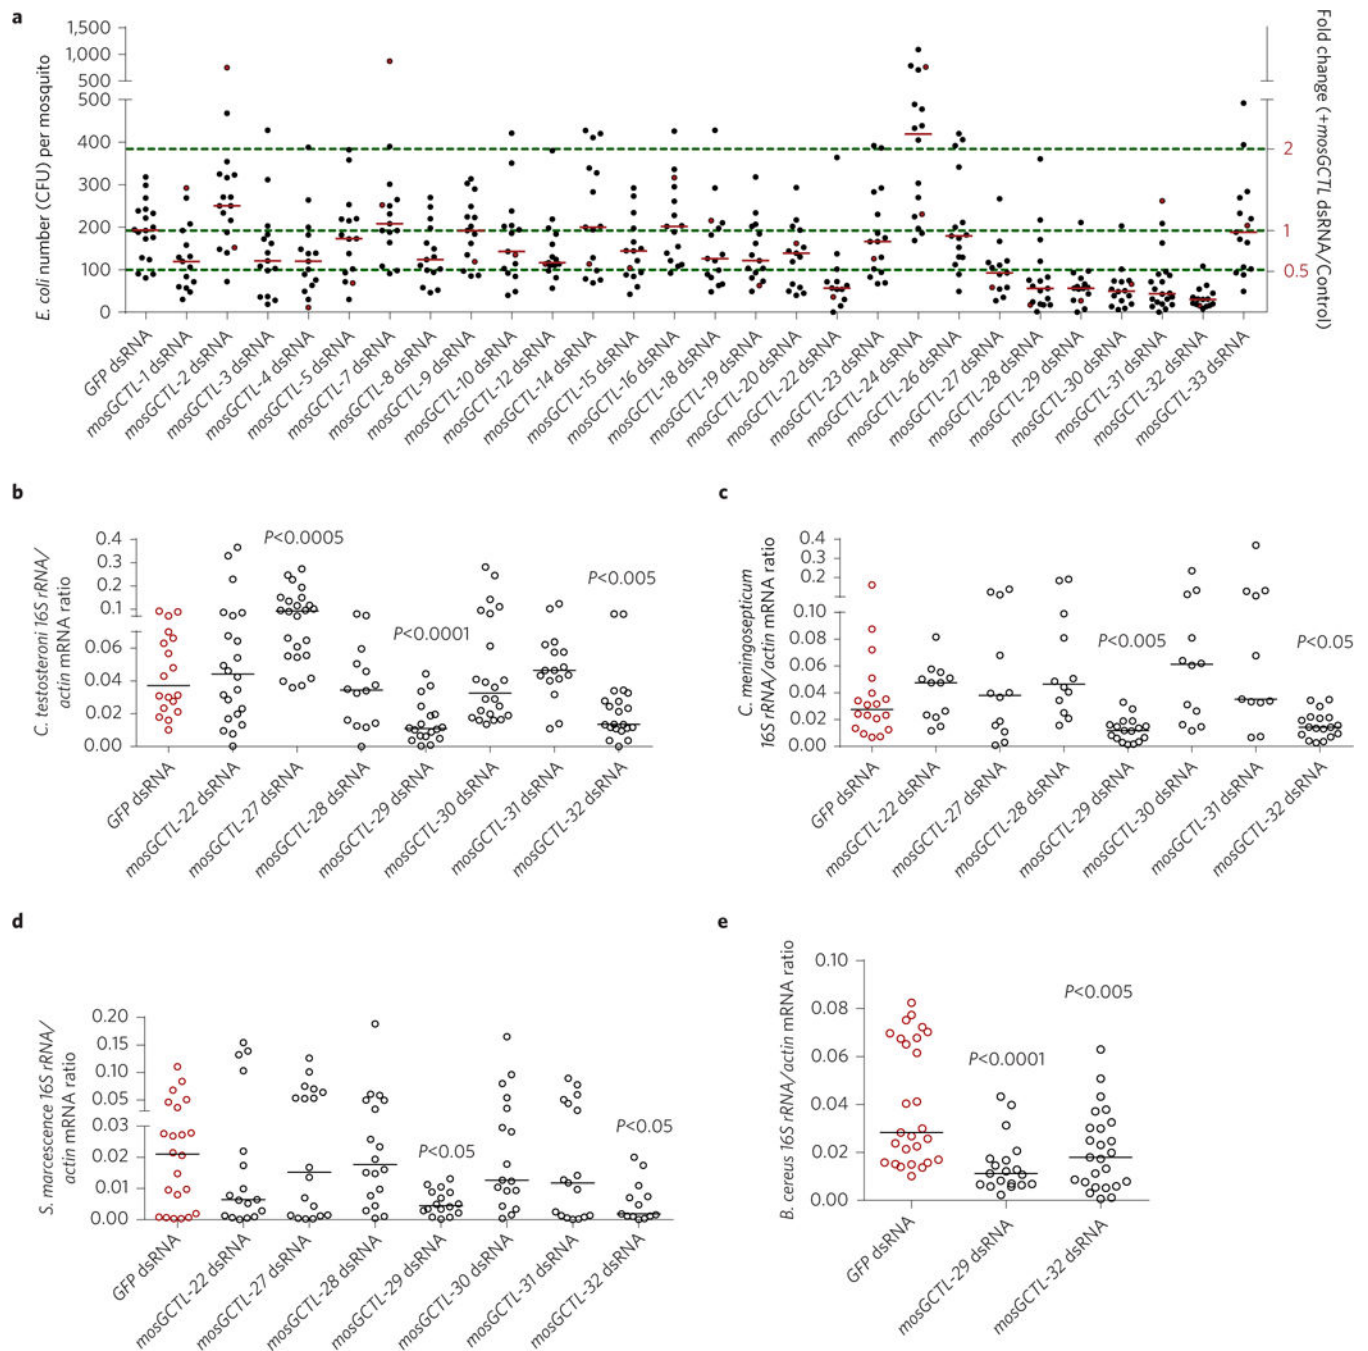 a
E. coli number (CFU) per mosquito
1,500
1,000
500
500
400
300
200
100
0
Fold change (+mosGCTL dsRNA/Control)
2
1
0.5
GFP dsRNA
mosGCTL-1 dsRNA
mosGCTL-2 dsRNA
mosGCTL-3 dsRNA
mosGCTL-4 dsRNA
mosGCTL-5 dsRNA
mosGCTL-7 dsRNA
mosGCTL-8 dsRNA
mosGCTL-9 dsRNA
mosGCTL-10 dsRNA
mosGCTL-12 dsRNA
mosGCTL-14 dsRNA
mosGCTL-15 dsRNA
mosGCTL-16 dsRNA
mosGCTL-18 dsRNA
mosGCTL-19 dsRNA
mosGCTL-20 dsRNA
mosGCTL-22 dsRNA
mosGCTL-23 dsRNA
mosGCTL-24 dsRNA
mosGCTL-26 dsRNA
mosGCTL-27 dsRNA
mosGCTL-28 dsRNA
mosGCTL-29 dsRNA
mosGCTL-30 dsRNA
mosGCTL-31 dsRNA
mosGCTL-32 dsRNA
mosGCTL-33 dsRNA
b
C. testosteroni 16S rRNA/
actin mRNA ratio
0.4
0.3
0.2
0.1
0.06
0.04
0.02
0.00
P<0.0005
P<0.0001
P<0.005
GFP dsRNA
mosGCTL-22 dsRNA
mosGCTL-27 dsRNA
mosGCTL-28 dsRNA
mosGCTL-29 dsRNA
mosGCTL-30 dsRNA
mosGCTL-31 dsRNA
mosGCTL-32 dsRNA
c
C. meningosepticum
16S rRNA/actin mRNA ratio
0.4
0.3
0.2
0.10
0.08
0.06
0.04
0.02
0.00
P<0.005
P<0.05
GFP dsRNA
mosGCTL-22 dsRNA
mosGCTL-27 dsRNA
mosGCTL-28 dsRNA
mosGCTL-29 dsRNA
mosGCTL-30 dsRNA
mosGCTL-31 dsRNA
mosGCTL-32 dsRNA
d
S. marcescence 16S rRNA/
actin mRNA ratio
0.20
0.15
0.10
0.05
0.03
0.02
0.01
0.00
P<0.05
P<0.05
GFP dsRNA
mosGCTL-22 dsRNA
mosGCTL-27 dsRNA
mosGCTL-28 dsRNA
mosGCTL-29 dsRNA
mosGCTL-30 dsRNA
mosGCTL-31 dsRNA
mosGCTL-32 dsRNA
e
B. cereus 16S rRNA/actin mRNA ratio
0.10
0.08
0.06
0.04
0.02
0.00
P<0.0001
P<0.005
GFP dsRNA
mosGCTL-29 dsRNA
mosGCTL-32 dsRNA